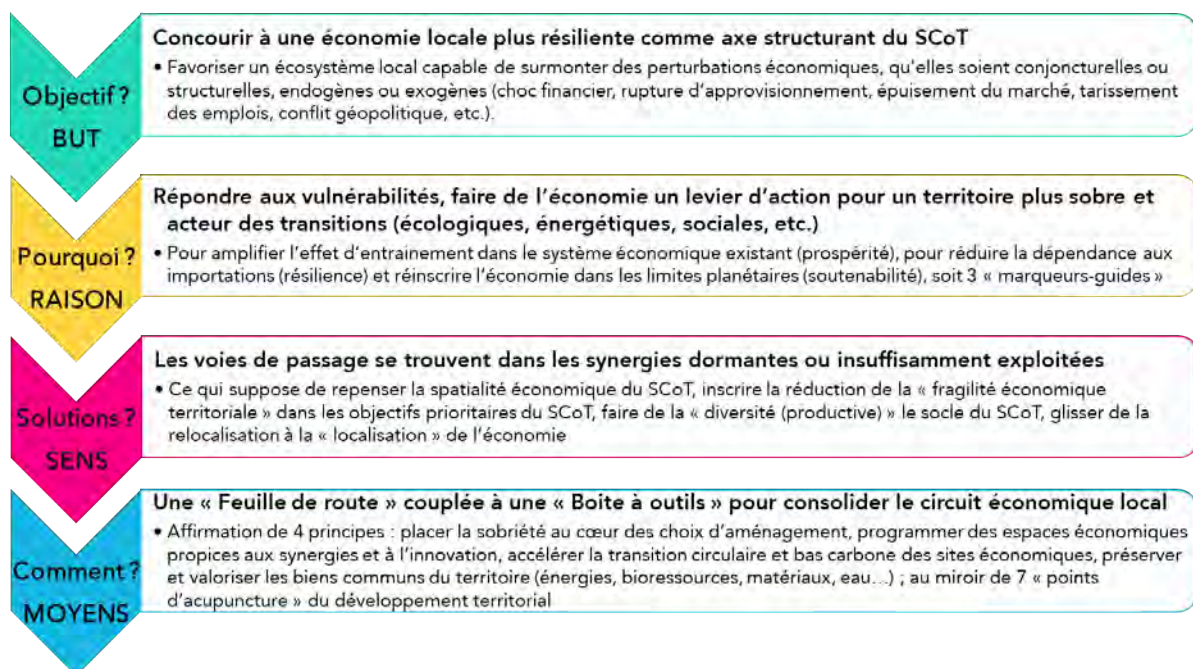 Objectif ?
BUT
Concourir à une économie locale plus résiliente comme axe structurant du SCoT
• Favoriser un écosystème local capable de surmonter des perturbations économiques, qu'elles soient conjoncturelles ou
structurelles, endogènes ou exogènes (choc financier, rupture d'approvisionnement, épuisement du marché, tarissement
des emplois, conflit géopolitique, etc.).
Pourquoi ?
RAISON
Répondre aux vulnérabilités, faire de l'économie un levier d'action pour un territoire plus sobre et
acteur des transitions (écologiques, énergétiques, sociales, etc.)
• Pour amplifier l'effet d'entrainement dans le système économique existant (prospérité), pour réduire la dépendance aux
importations (résilience) et réinscrire l'économie dans les limites planétaires (soutenabilité), soit 3 « marqueurs-guides »
Solutions ?
SENS
Les voies de passage se trouvent dans les synergies dormantes ou insuffisamment exploitées
• Ce qui suppose de repenser la spatialité économique du SCoT, inscrire la réduction de la « fragilité économique
territoriale » dans les objectifs prioritaires du SCoT, faire de la « diversité (productive) » le socle du SCoT, glisser de la
relocalisation à la « localisation » de l'économie
Comment ?
MOYENS
Une « Feuille de route » couplée à une « Boite à outils » pour consolider le circuit économique local
• Affirmation de 4 principes : placer la sobriété au cœur des choix d'aménagement, programmer des espaces économiques
propices aux synergies et à l'innovation, accélérer la transition circulaire et bas carbone des sites économiques, préserver
et valoriser les biens communs du territoire (énergies, bioressources, matériaux, eau...) ; au miroir de 7 « points
d'acupuncture » du développement territorial